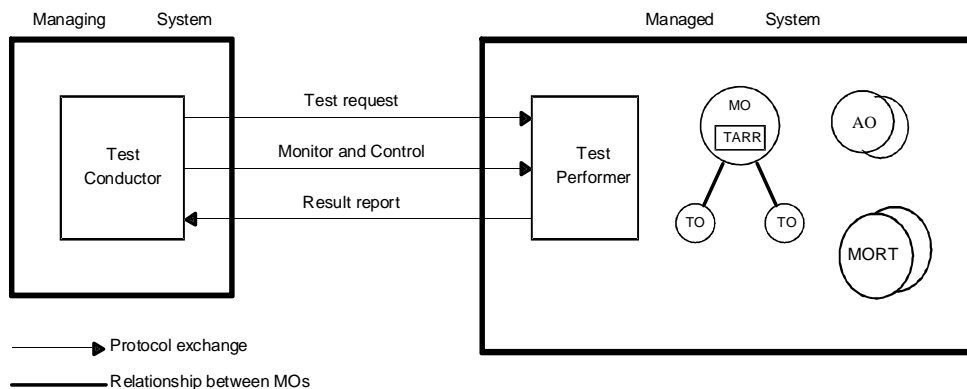 Managing System
Managed System
Test request
Monitor and Control
Result report
Test
Conductor
Test
Performer
MO
TARR
TO
TO
AO
MORT
Protocol exchange
Relationship between MOs